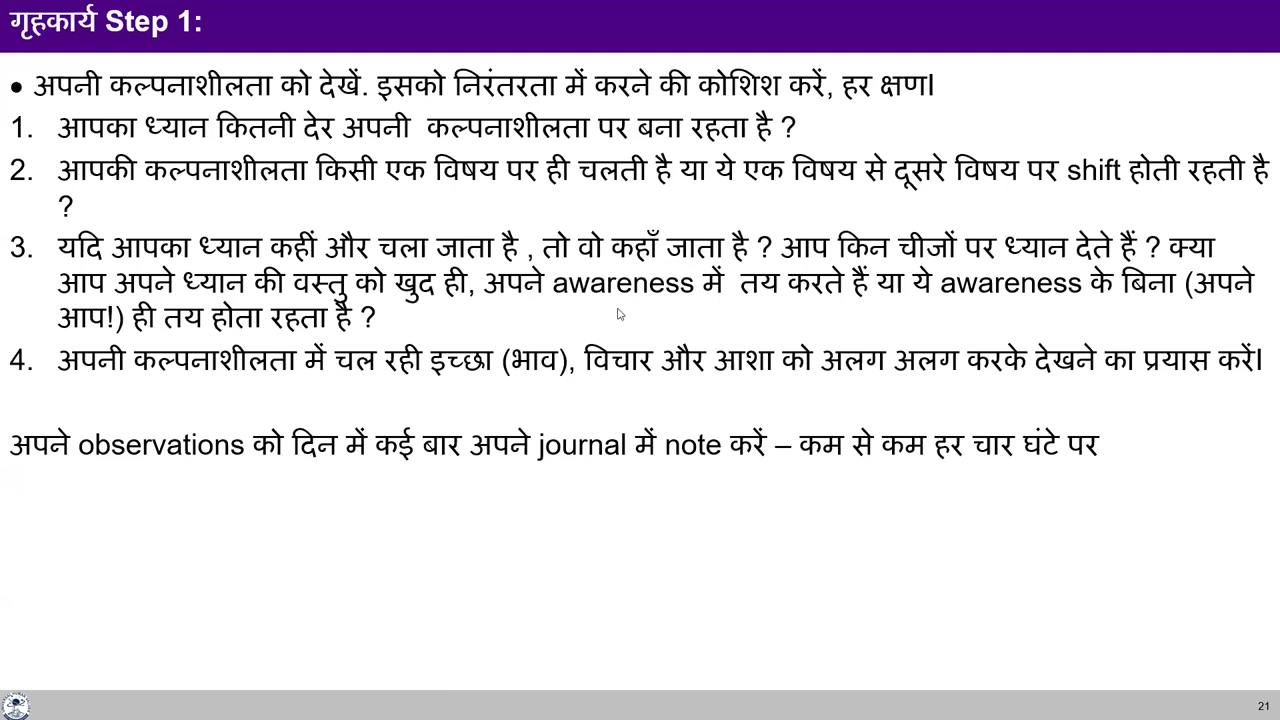 गृहकार्य Step 1:
• अपनी कल्पनाशीलता को देखें. इसको निरंतरता में करने की कोशिश करें, हर क्षण।
1. आपका ध्यान कितनी देर अपनी कल्पनाशीलता पर बना रहता है ?
2. आपकी कल्पनाशीलता किसी एक विषय पर ही चलती है या ये एक विषय से दूसरे विषय पर shift होती रहती है
?
3. यदि आपका ध्यान कहीं और चला जाता है , तो वो कहाँ जाता है ? आप किन चीजों पर ध्यान देते हैं ? क्या
आप अपने ध्यान की वस्तु को खुद ही, अपने awareness में तय करते हैं या ये awareness के बिना (अपने
आप!) ही तय होता रहता है ?
4. अपनी कल्पनाशीलता में चल रही इच्छा (भाव), विचार और आशा को अलग अलग करके देखने का प्रयास करें।
अपने observations को दिन में कई बार अपने journal में note करें – कम से कम हर चार घंटे पर
21